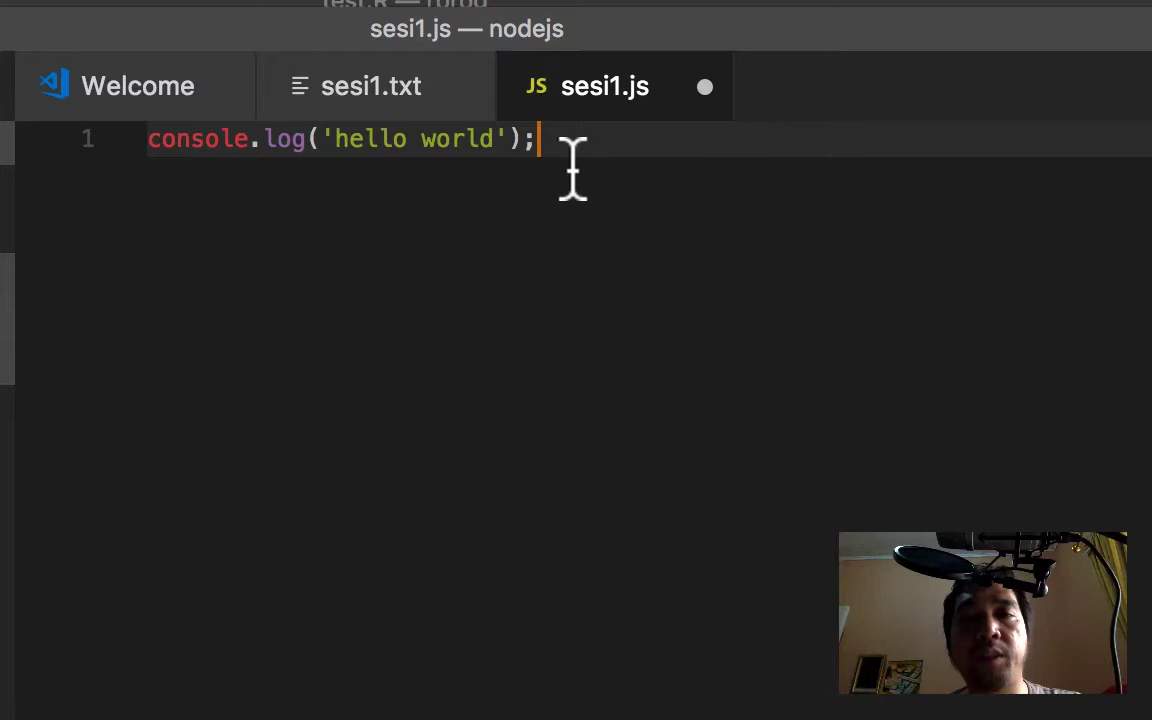 sesi1.js — nodejs
Welcome
sesi1.txt
JS sesi1.js
1 console.log('hello world');